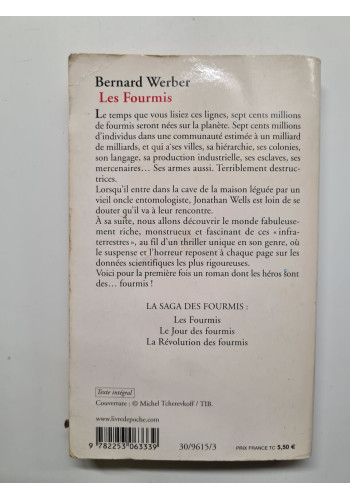 Bernard Werber
Les Fourmis
Le temps que vous lisiez ces lignes, sept cents millions
de fourmis seront nées sur la planète. Sept cents millions
d'individus dans une communauté estimée à un milliard
de milliards, et qui a ses villes, sa hiérarchie, ses colonies,
son langage, sa production industrielle, ses esclaves, ses
mercenaires... Ses armes aussi. Terriblement destruc-
trices.
Lorsqu'il entre dans la cave de la maison léguée par un
vieil oncle entomologiste, Jonathan Wells est loin de
se douter qu'il va à leur rencontre.
À sa suite, nous allons découvrir le monde fabuleuse-
ment riche, monstrueux et fascinant de ces « infra-
terrestres », au fil d'un thriller unique en son genre, où
le suspense et l'horreur reposent à chaque page sur les
données scientifiques les plus rigoureuses.
Voici pour la première fois un roman dont les héros sont
des... fourmis !
LA SAGA DES FOURMIS :
Les Fourmis
Le Jour des fourmis
La Révolution des fourmis
Texte intégral
Couverture : © Michel Tcherevkoff / TIB.
www.livredepoche.com
9 782253 063339
30/9615/3
PRIX FRANCE TC 5,50 €